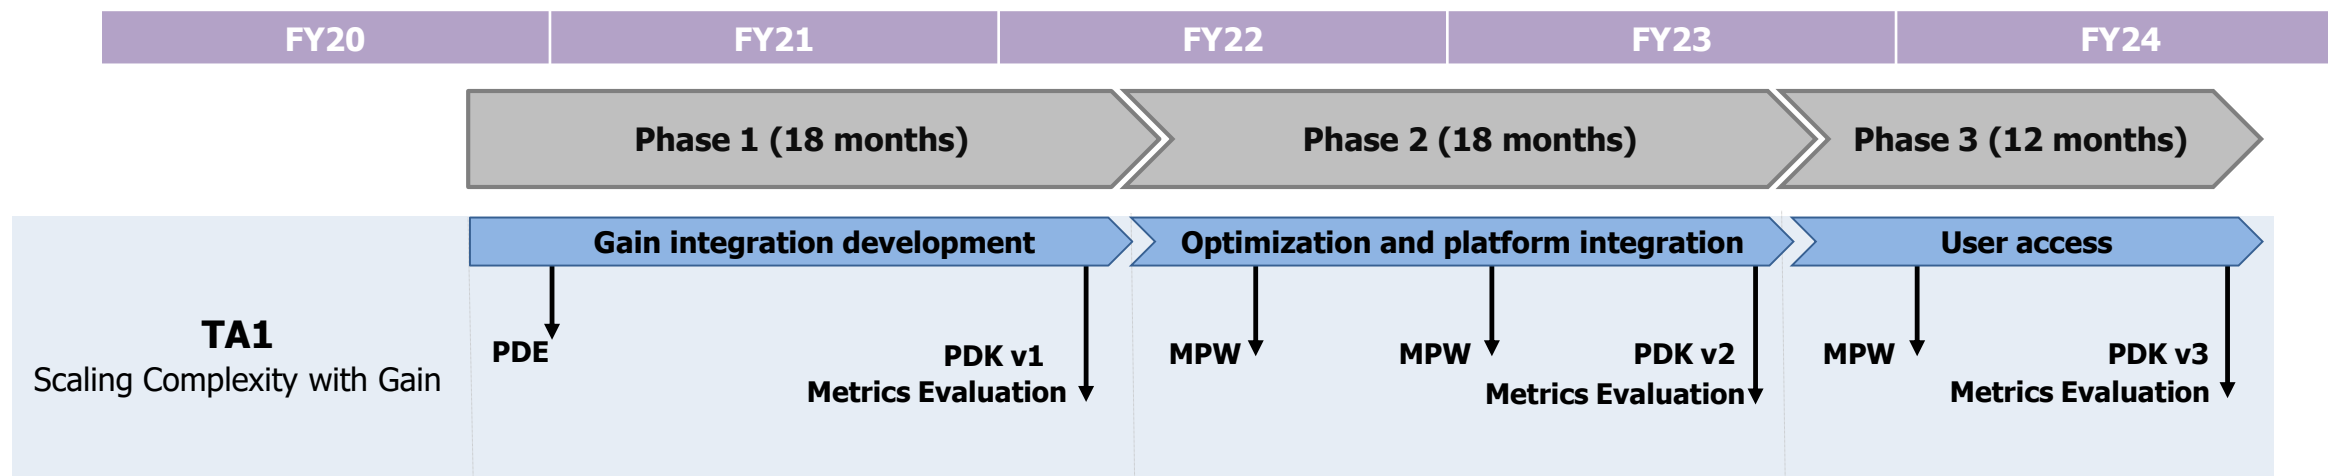 FY20
FY21
FY22
FY23
FY24
Phase 1 (18 months)
Phase 2 (18 months)
Phase 3 (12 months)
Gain integration development
Optimization and platform integration
User access
TA1
Scaling Complexity with Gain
PDE
PDK v1
Metrics Evaluation
MPW
MPW
PDK v2
Metrics Evaluation
MPW
PDK v3
Metrics Evaluation